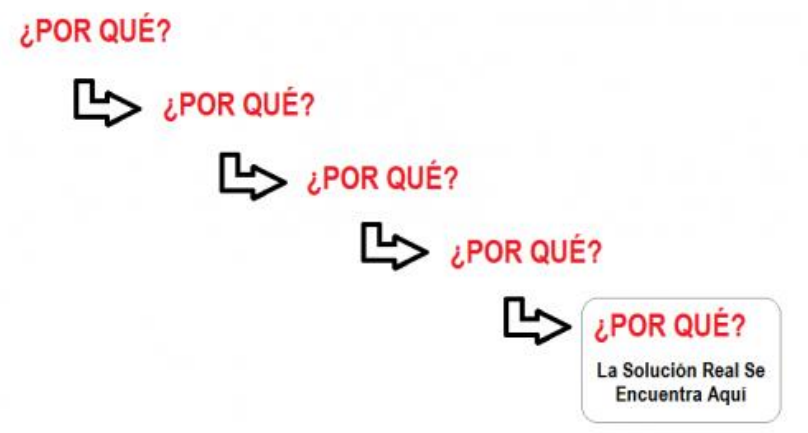 ¿POR QUÉ?
¿POR QUÉ?
¿POR QUÉ?
¿POR QUÉ?
¿POR QUÉ?
La Solución Real Se
Encuentra Aquí